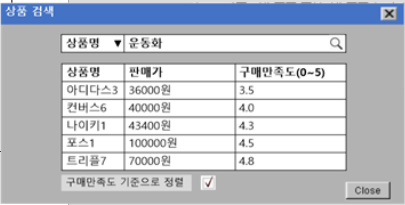 상품 검색
상품명 ▼ 운동화
상품명 판매가 구매만족도(0~5)
아디다스3 36000원 3.5
컨버스6 40000원 4.0
나이키1 43400원 4.3
포스1 100000원 4.5
트리플7 70000원 4.8
구매만족도 기준으로 정렬 √
Close